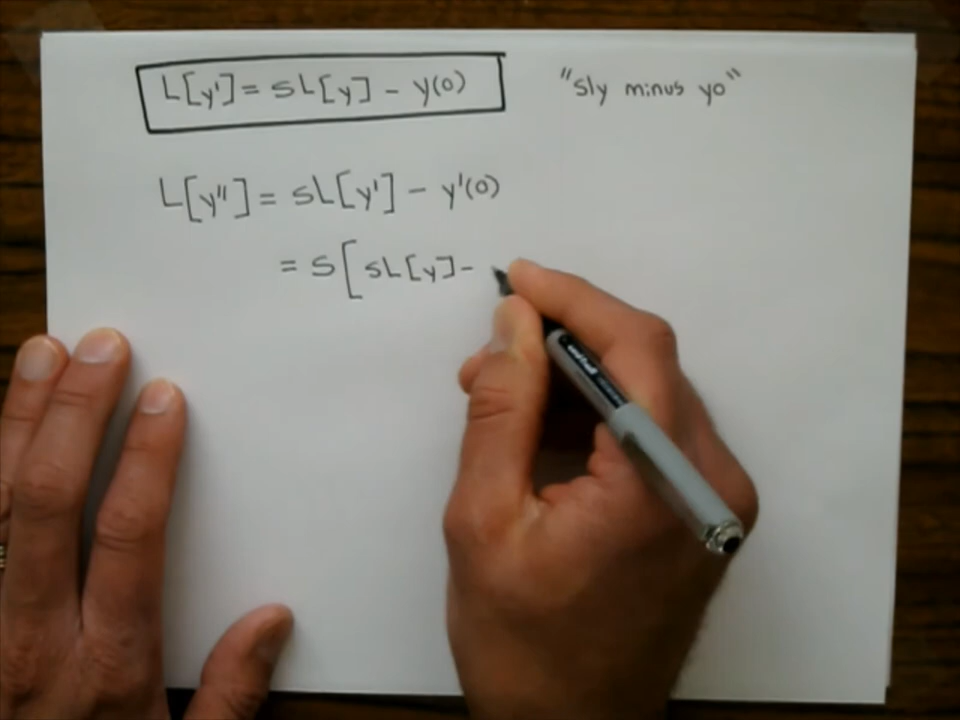 L[y'] = sL[y] - y(0) "sly minus yo"
L[y''] = sL[y'] - y'(0)
= s[sL[y] -